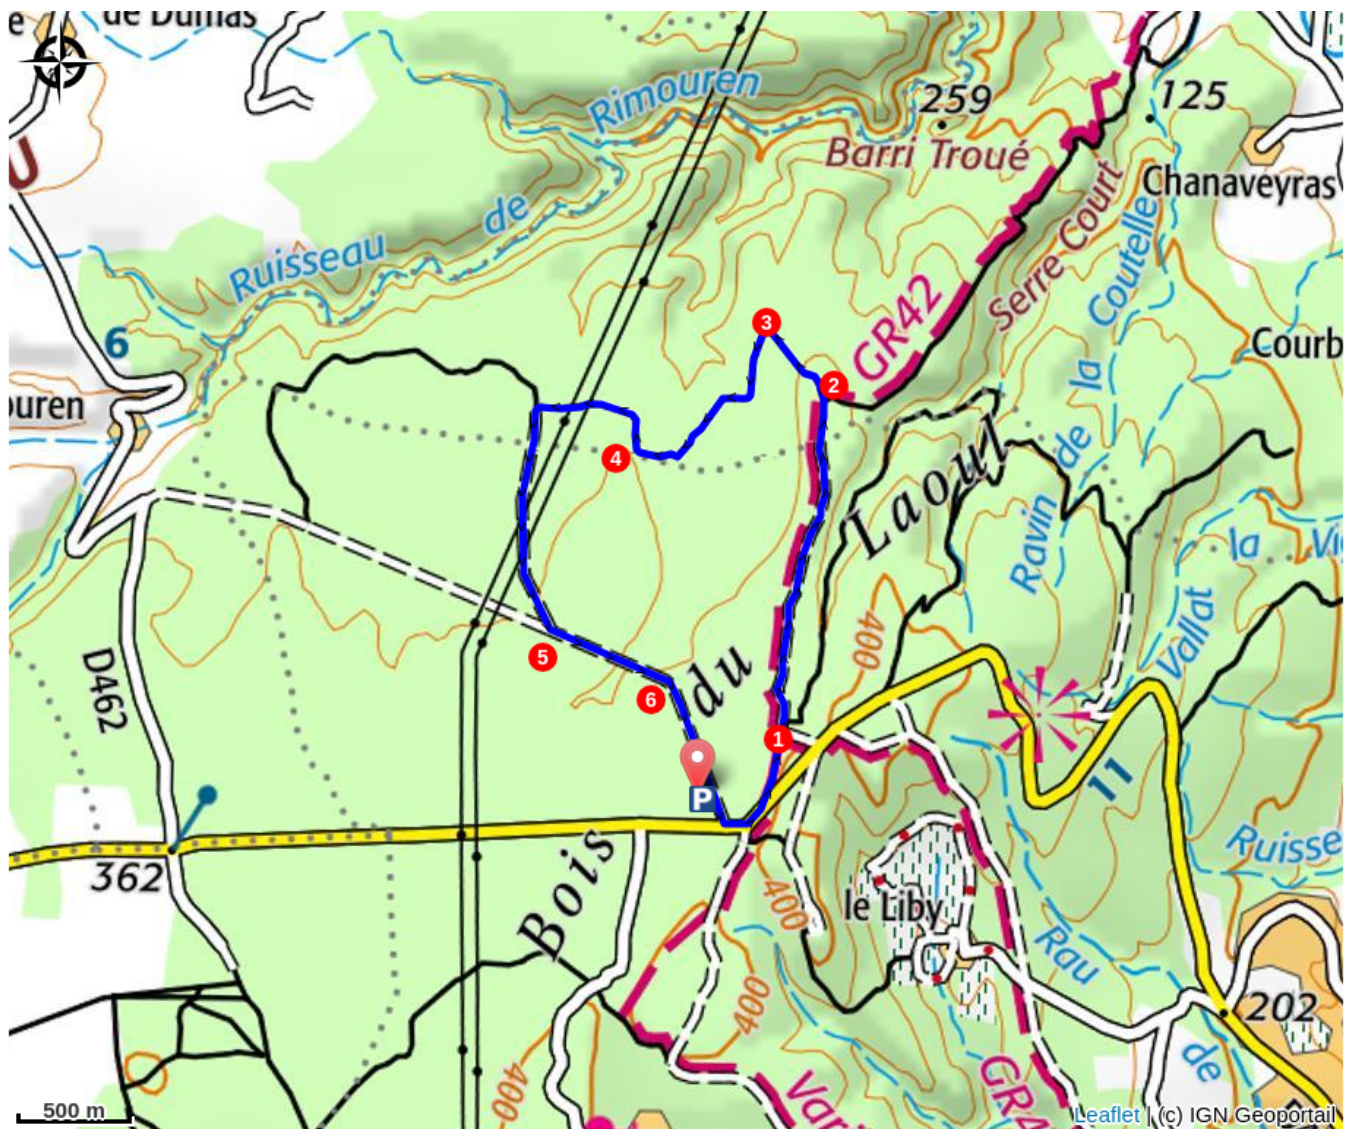 de Dumas
e
Rimouren
259
125
Barri Troué
Chanaveyras
de
Ruisseau
Serre Court
Coutelle
la
de
Ravin
GR42
6
3
2
Courb
ouren
Laoul
4
la
Vi
Vallat
400
D462
5
6
du
1
P
11
362
Bois
400
le Liby
Ruisse
Rau
de
400
202
400
Vari
GR4
500 m
Leaflet | (c) IGN Geoportail